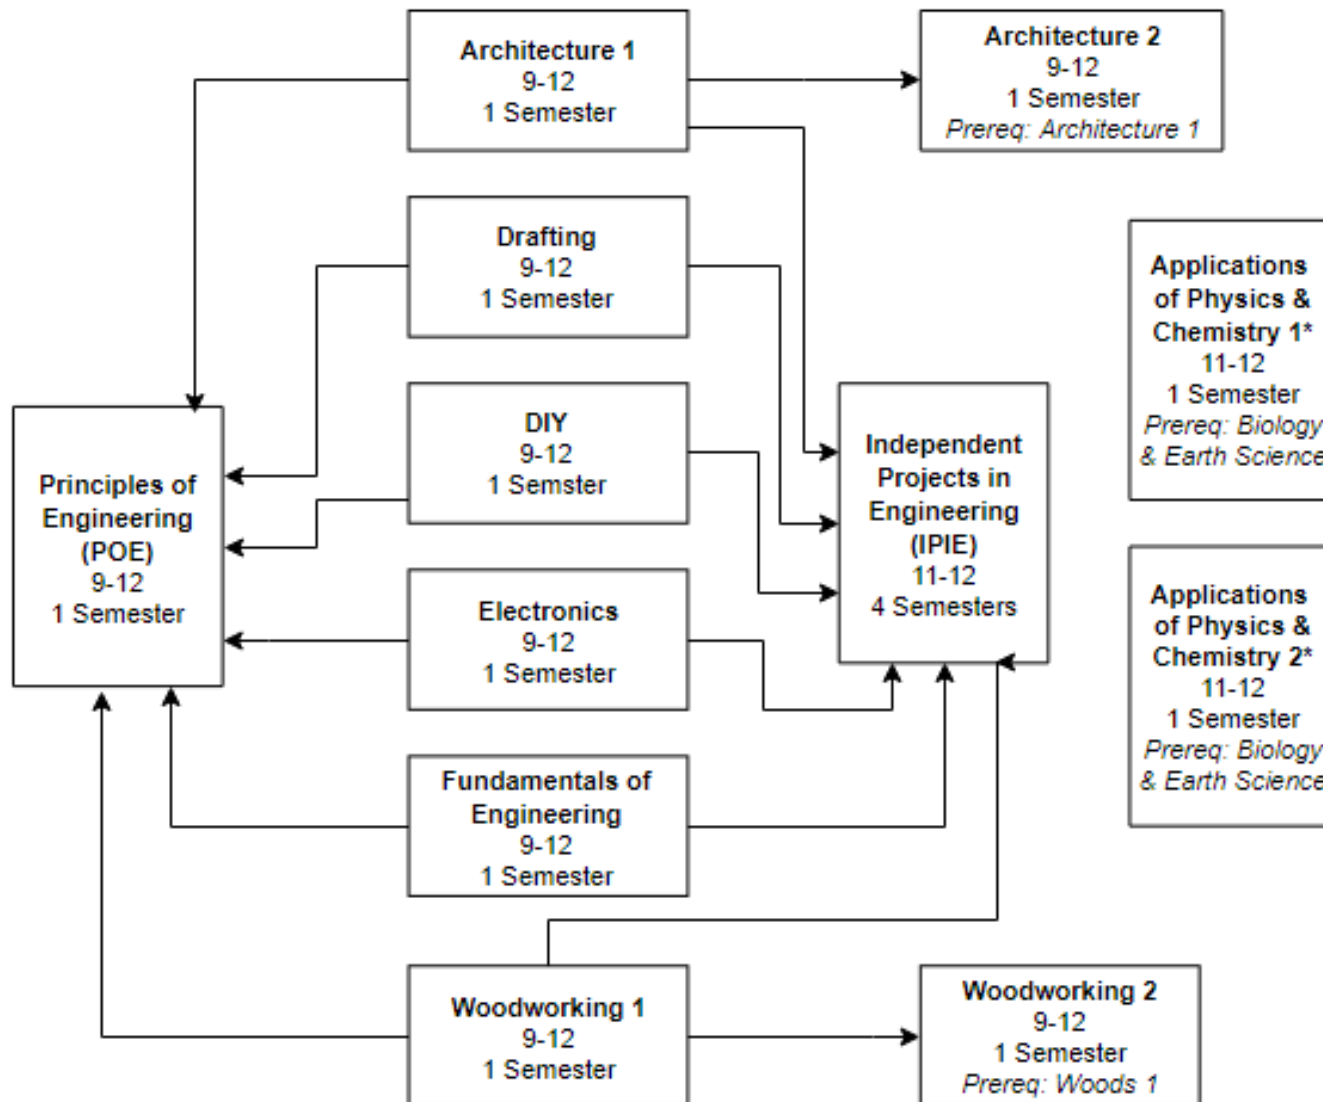 Architecture 1
9-12
1 Semester
Architecture 2
9-12
1 Semester
Prereq: Architecture 1
Drafting
9-12
1 Semester
Applications
of Physics &
Chemistry 1*
11-12
1 Semester
Prereq: Biology
& Earth Science
DIY
9-12
1 Semster
Principles of
Engineering
(POE)
9-12
1 Semester
Independent
Projects in
Engineering
(IPIE)
11-12
4 Semesters
Electronics
9-12
1 Semester
Applications
of Physics &
Chemistry 2*
11-12
1 Semester
Prereq: Biology
& Earth Science
Fundamentals of
Engineering
9-12
1 Semester
Woodworking 1
9-12
1 Semester
Woodworking 2
9-12
1 Semester
Prereq: Woods 1